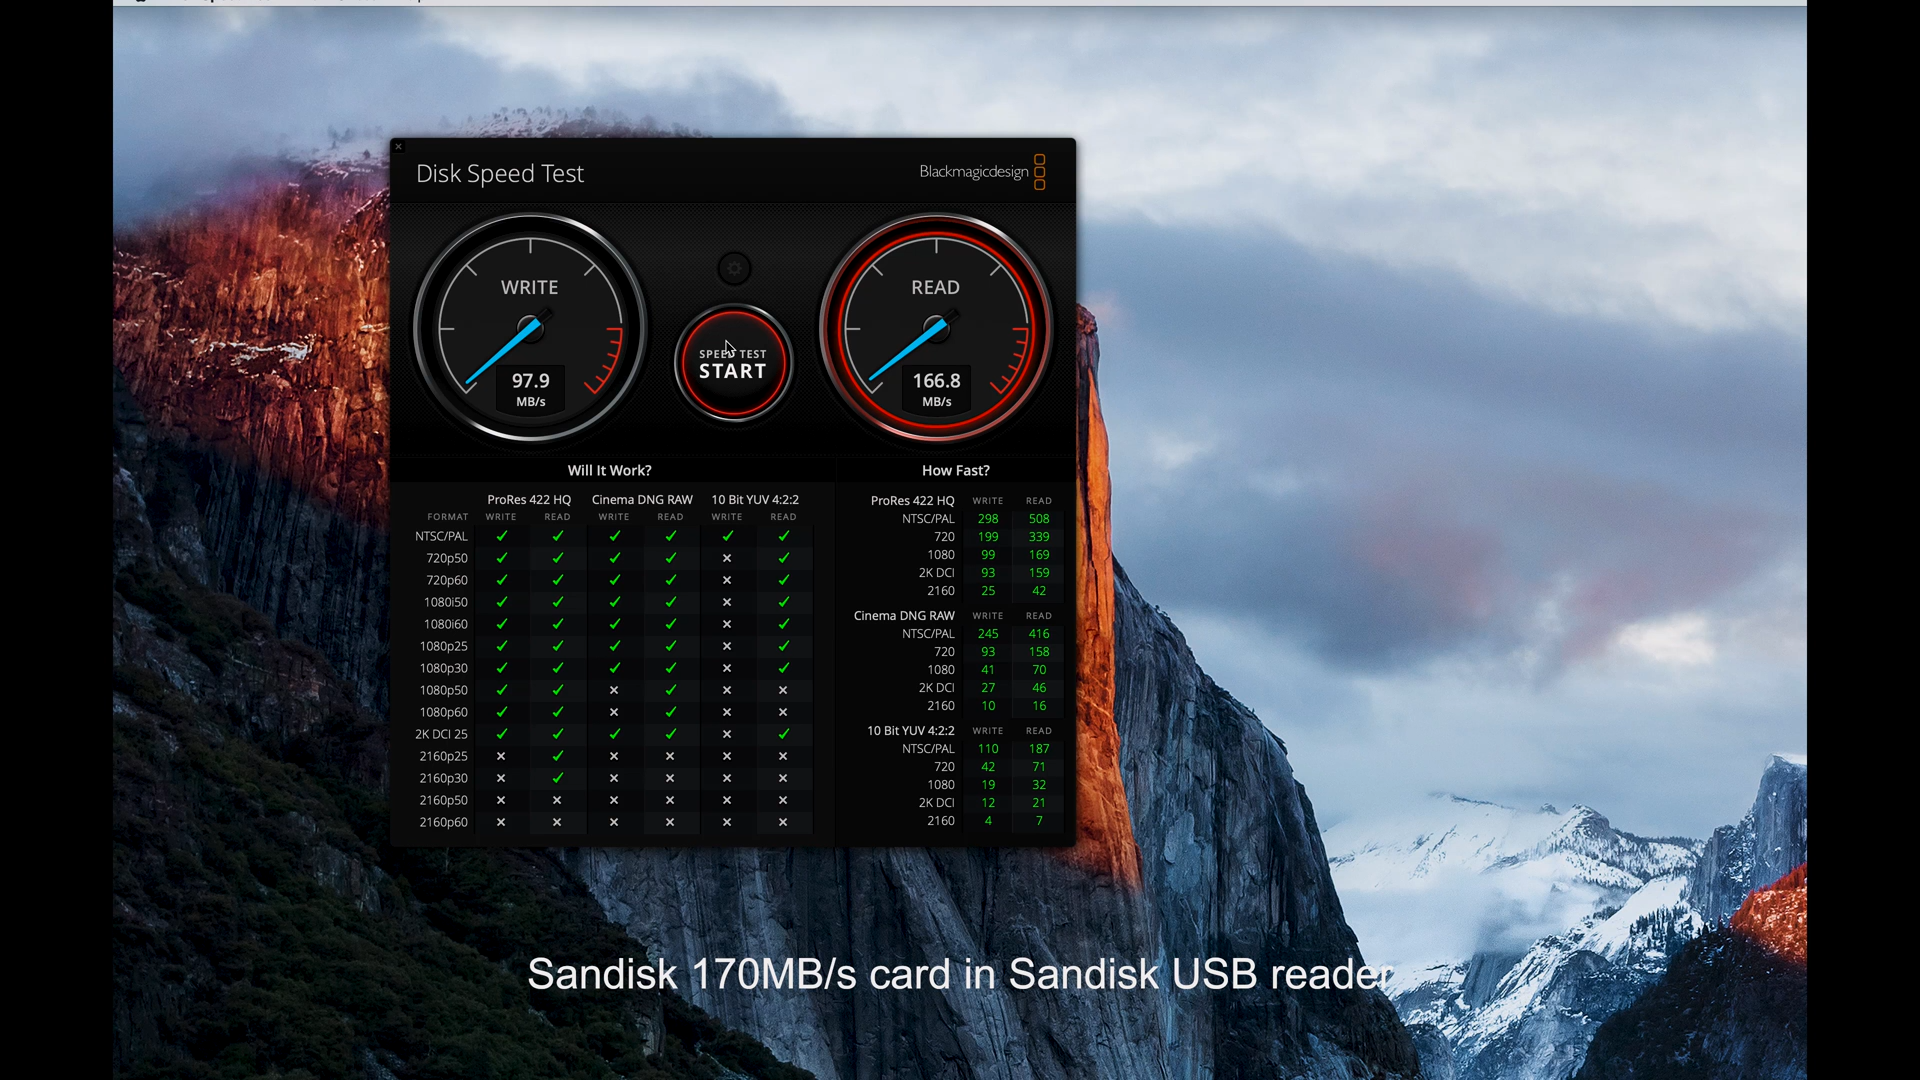 Disk Speed Test
Blackmagicdesign
WRITE
97.9
MB/s
SPEED TEST
START
READ
166.8
MB/s
Will It Work?
ProRes 422 HQ Cinema DNG RAW 10 Bit YUV 4:2:2
FORMAT WRITE READ WRITE READ WRITE READ
NTSC/PAL ✓ ✓ ✓ ✓ ✓ ✓
720p50 ✓ ✓ ✓ ✓ × ✓
720p60 ✓ ✓ ✓ ✓ × ✓
1080i50 ✓ ✓ ✓ ✓ × ✓
1080i60 ✓ ✓ ✓ ✓ × ✓
1080p25 ✓ ✓ ✓ ✓ × ✓
1080p30 ✓ ✓ ✓ ✓ × ✓
1080p50 ✓ ✓ × ✓ × ×
1080p60 ✓ ✓ × ✓ × ×
2K DCI 25 ✓ ✓ ✓ ✓ × ✓
2160p25 × ✓ × × × ×
2160p30 × ✓ × × × ×
2160p50 × × × × × ×
2160p60 × × × × × ×
How Fast?
ProRes 422 HQ WRITE READ
NTSC/PAL 298 508
720 199 339
1080 99 169
2K DCI 93 159
2160 25 42
Cinema DNG RAW WRITE READ
NTSC/PAL 245 416
720 93 158
1080 41 70
2K DCI 27 46
2160 10 16
10 Bit YUV 4:2:2 WRITE READ
NTSC/PAL 110 187
720 42 71
1080 19 32
2K DCI 12 21
2160 4 7
Sandisk 170MB/s card in Sandisk USB reader